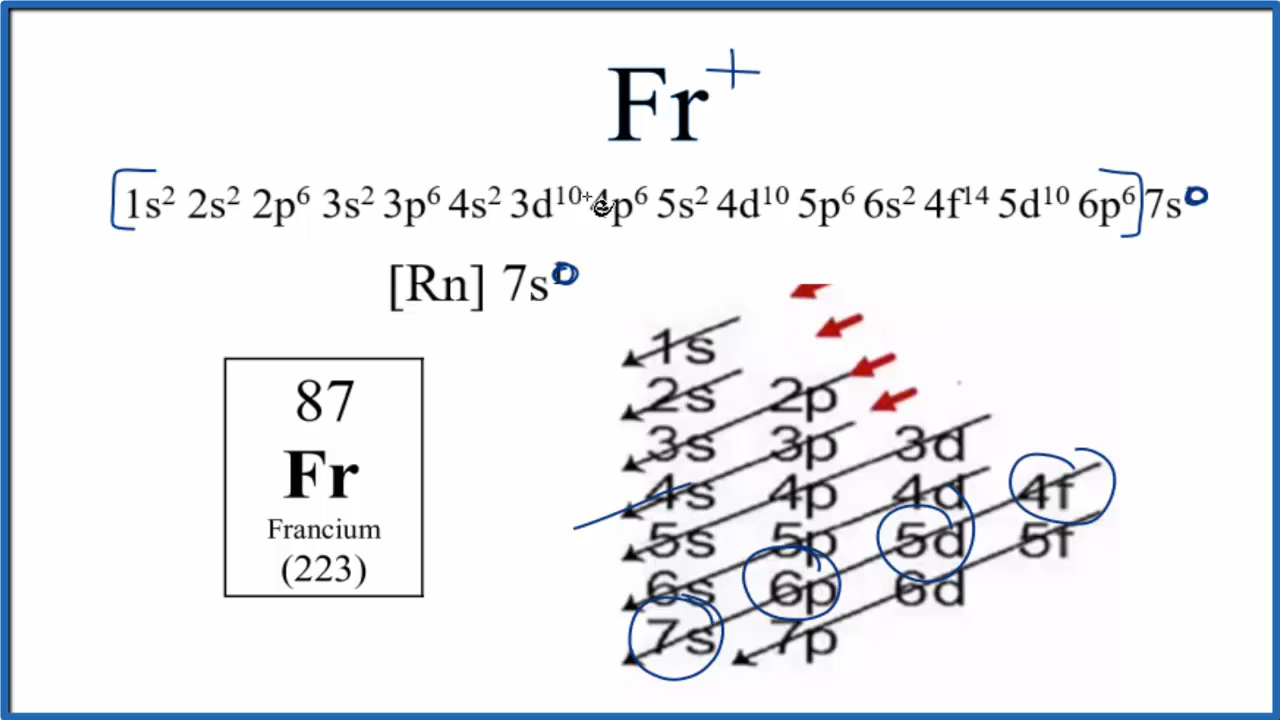 Fr⁺
[1s² 2s² 2p⁶ 3s² 3p⁶ 4s² 3d¹⁰ 4p⁶ 5s² 4d¹⁰ 5p⁶ 6s² 4f¹⁴ 5d¹⁰ 6p⁶] 7s⁰
[Rn] 7s⁰
87
Fr
Francium
(223)
1s
2s 2p
3s 3p 3d
4s 4p 4d 4f
5s 5p 5d 5f
6s 6p 6d
7s 7p